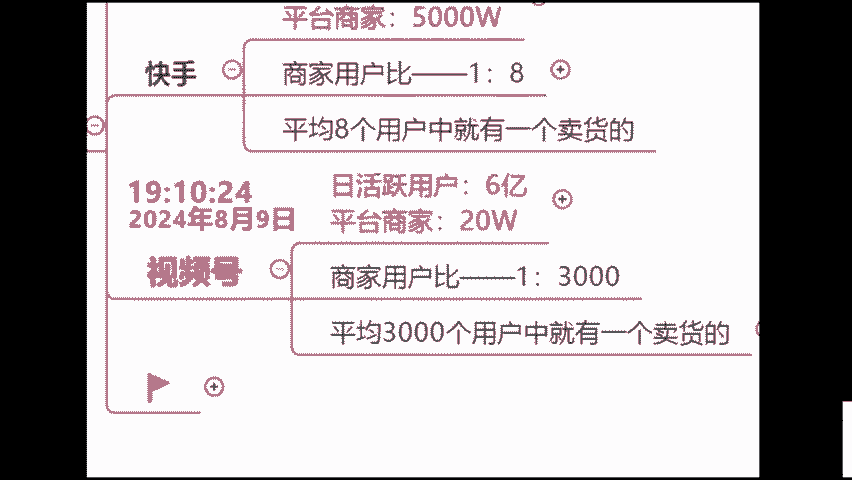 平台商家：5000W
快手
商家用户比——1：8
平均8个用户中就有一个卖货的
19:10:24
2024年8月9日
日活跃用户：6亿
平台商家：20W
视频号
商家用户比——1：3000
平均3000个用户中就有一个卖货的